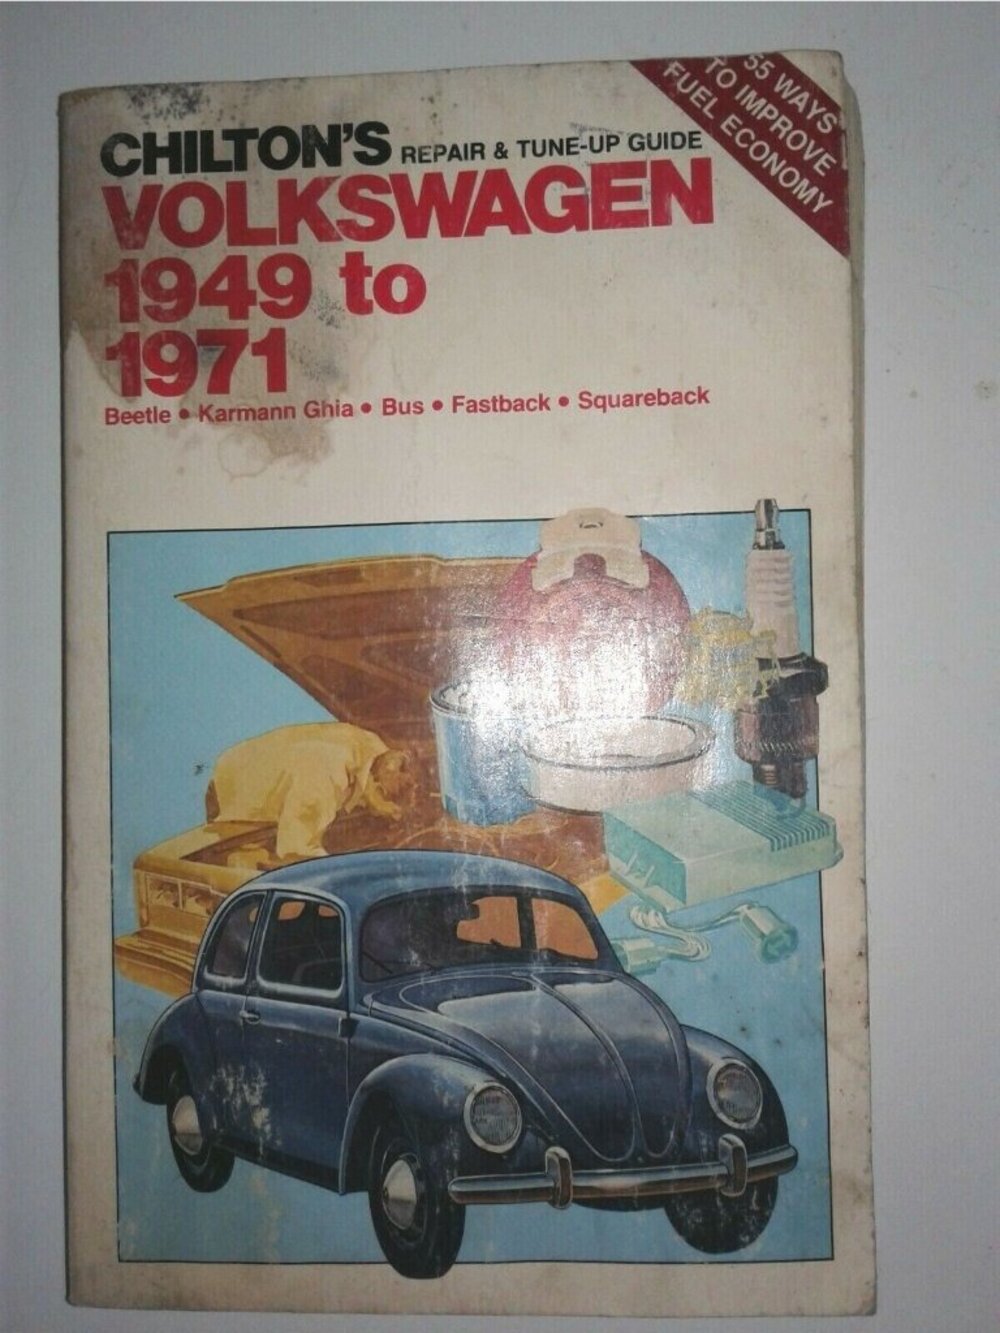 55 WAYS
TO IMPROVE
FUEL ECONOMY
CHILTON'S REPAIR & TUNE-UP GUIDE
VOLKSWAGEN
1949 to
1971
Beetle • Karmann Ghia • Bus • Fastback • Squareback